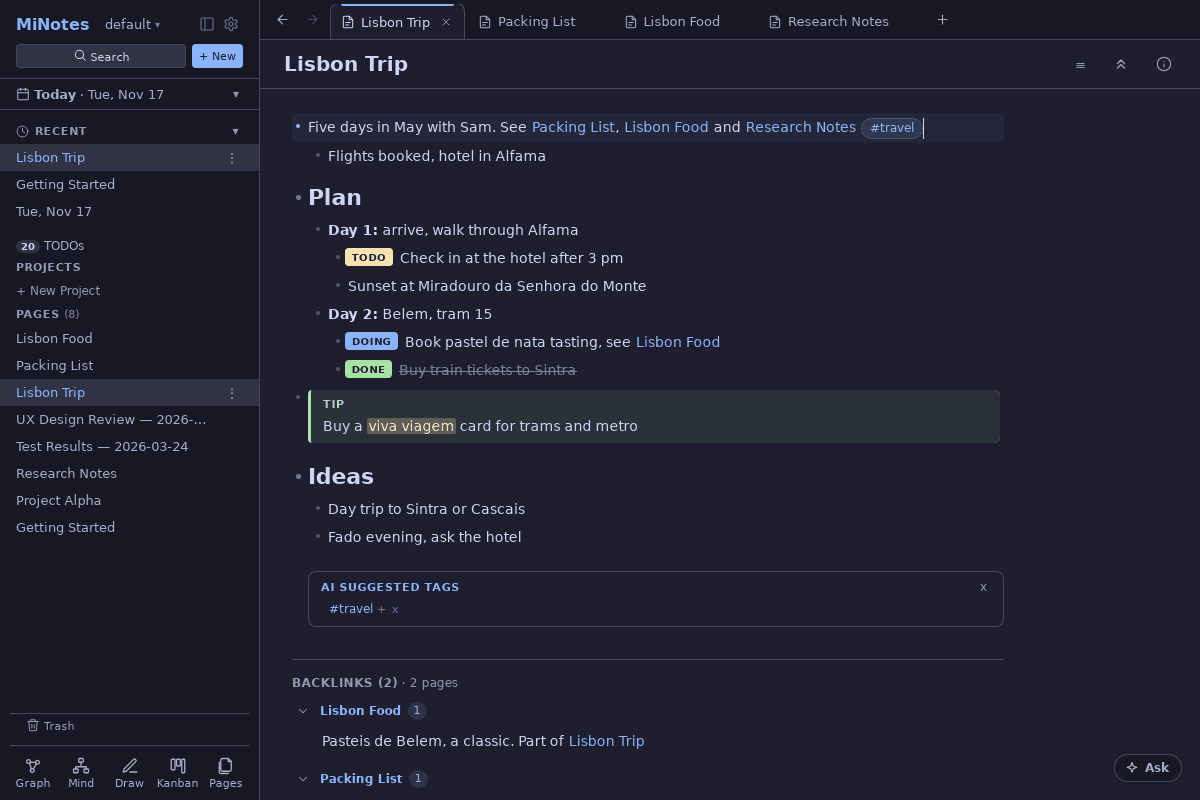 MiNotes default
Search
+ New
Today · Tue, Nov 17
RECENT
Lisbon Trip
Getting Started
Tue, Nov 17
20 TODOs
PROJECTS
+ New Project
PAGES (8)
Lisbon Food
Packing List
Lisbon Trip
UX Design Review — 2026-...
Test Results — 2026-03-24
Research Notes
Project Alpha
Getting Started
Trash
Graph Mind Draw Kanban Pages
Lisbon Trip Packing List Lisbon Food Research Notes
Lisbon Trip
Five days in May with Sam. See Packing List, Lisbon Food and Research Notes #travel
Flights booked, hotel in Alfama
Plan
Day 1: arrive, walk through Alfama
TODO Check in at the hotel after 3 pm
Sunset at Miradouro da Senhora do Monte
Day 2: Belem, tram 15
DOING Book pastel de nata tasting, see Lisbon Food
DONE Buy train tickets to Sintra
TIP
Buy a viva viagem card for trams and metro
Ideas
Day trip to Sintra or Cascais
Fado evening, ask the hotel
AI SUGGESTED TAGS x
#travel + x
BACKLINKS (2) · 2 pages
Lisbon Food 1
Pasteis de Belem, a classic. Part of Lisbon Trip
Packing List 1
Ask